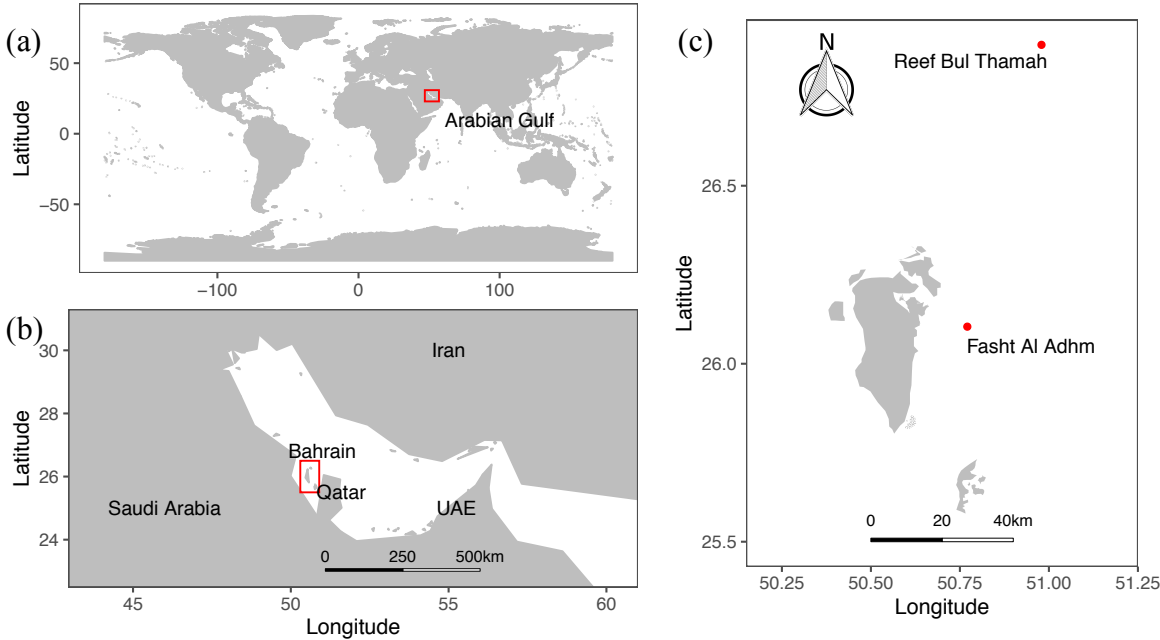 (a)
Latitude
50
0
−50
Arabian Gulf
−100
0
100
(b)
Latitude
30
28
26
24
Iran
Bahrain
Qatar
Saudi Arabia
UAE
0
250
500km
45
50
55
60
Longitude
(c)
N
Reef Bul Thamah
Latitude
26.5
26.0
25.5
Fasht Al Adhm
0
20
40km
50.25
50.50
50.75
51.00
51.25
Longitude